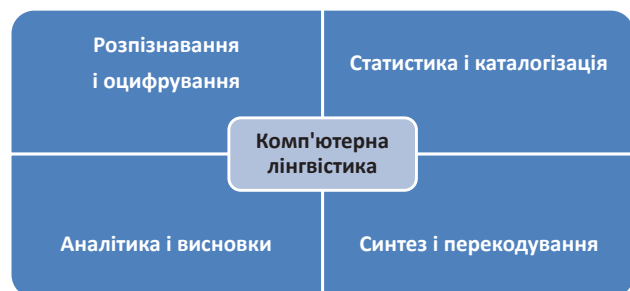 Розпізнавання
і оцифрування
Статистика і каталогізація
Комп'ютерна
лінгвістика
Аналітика і висновки
Синтез і перекодування